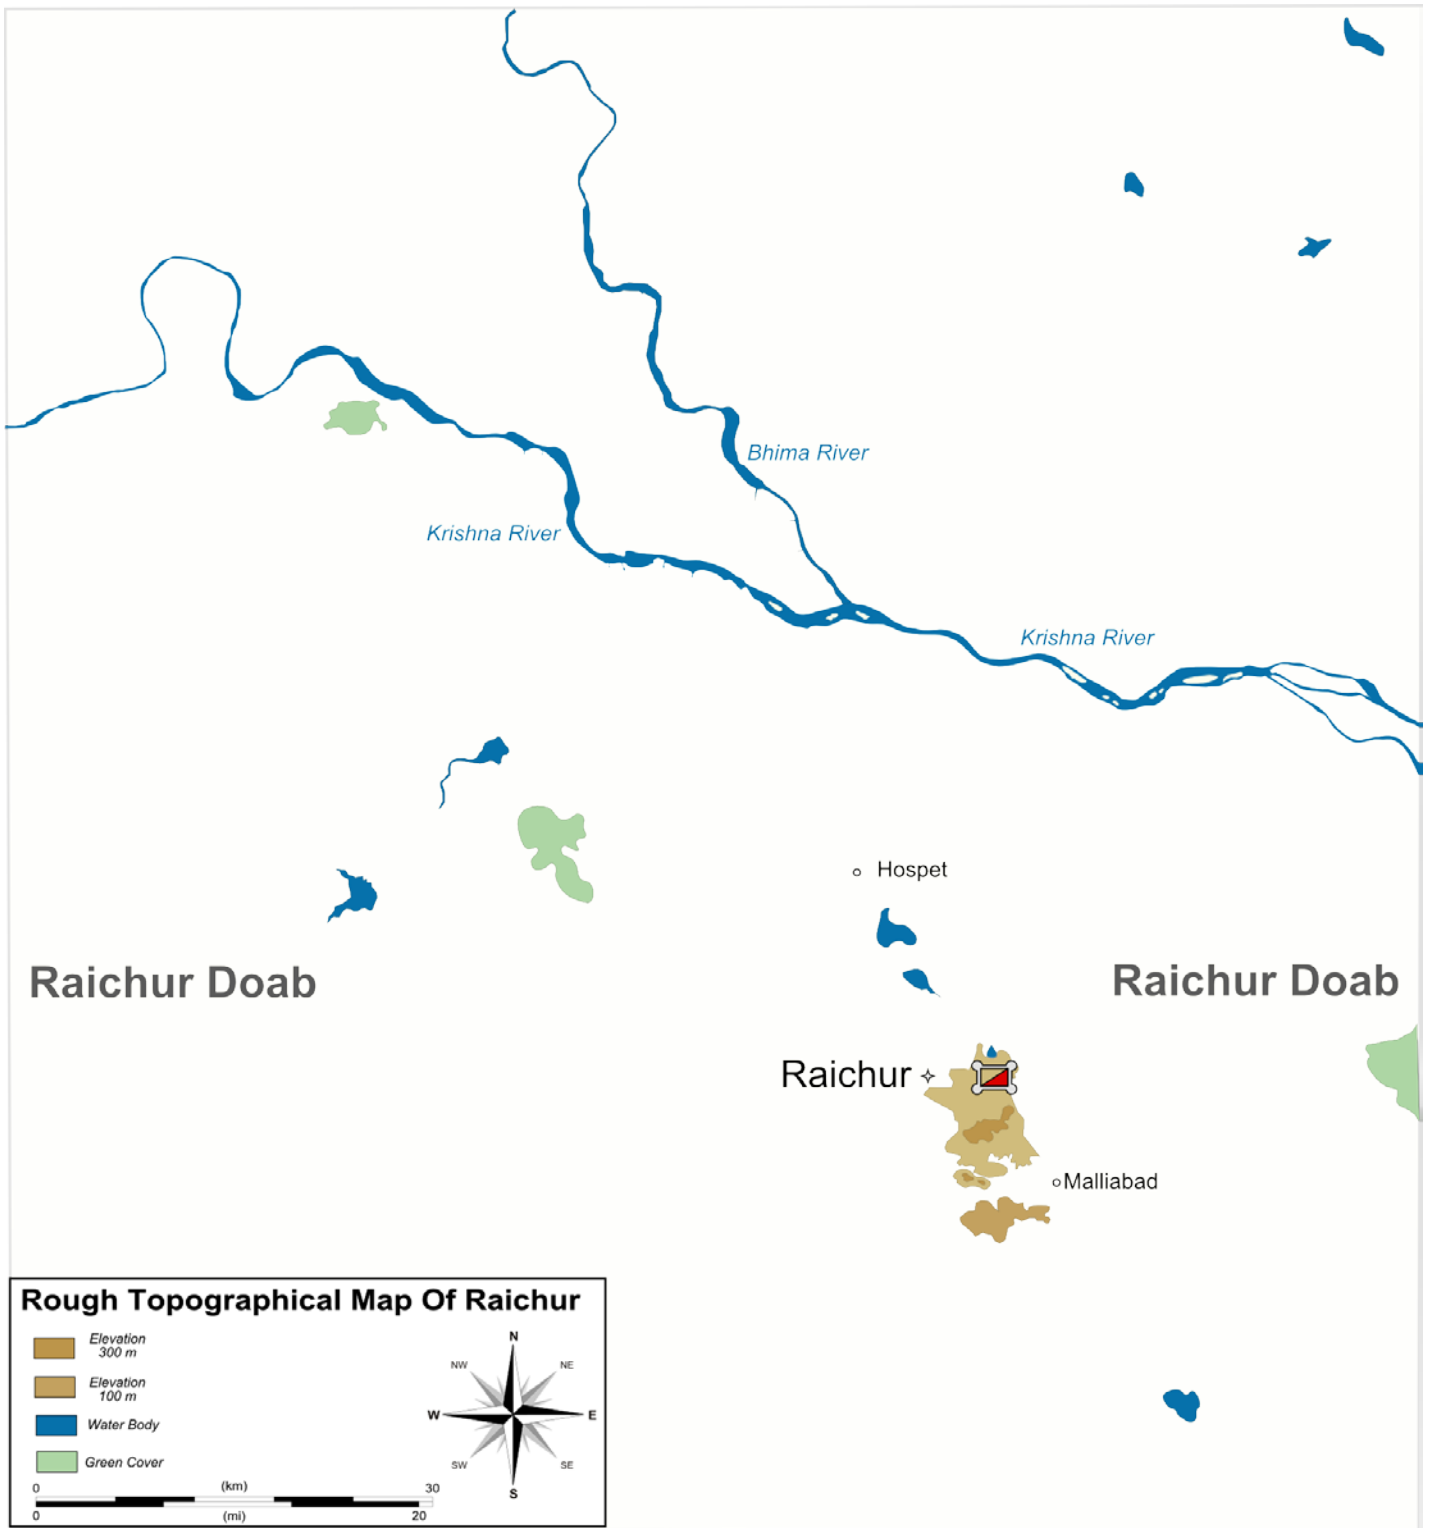 Bhima River
Krishna River
Krishna River
Hospet
Raichur Doab
Raichur Doab
Raichur
Malliabad
Rough Topographical Map Of Raichur
Elevation
300 m
Elevation
100 m
Water Body
Green Cover
N
NW
NE
W
E
SW
SE
S
0
(km)
30
0
(mi)
20